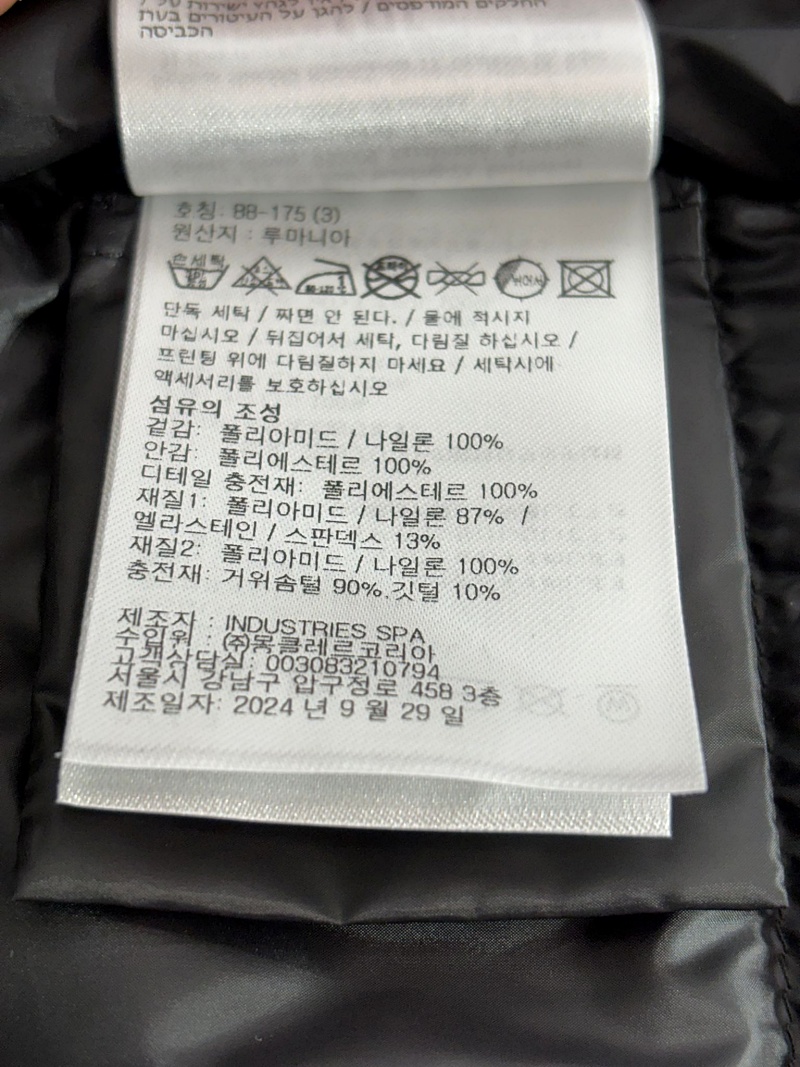 החלקים המודפסים / להגן על העיטורים בעת
הכביסה
호칭: 88-175 (3)
원산지 : 루마니아
손세탁
단독 세탁 / 짜면 안 된다. / 물에 적시지
마십시오 / 뒤집어서 세탁, 다림질 하십시오 /
프린팅 위에 다림질하지 마세요 / 세탁시에
액세서리를 보호하십시오
섬유의 조성
겉감: 폴리아미드 / 나일론 100%
안감: 폴리에스테르 100%
디테일 충전재: 폴리에스테르 100%
재질1: 폴리아미드 / 나일론 87% /
엘라스테인 / 스판덱스 13%
재질2: 폴리아미드 / 나일론 100%
충전재: 거위솜털 90%.깃털 10%
제조자 : INDUSTRIES SPA
수입원 : ㈜몽클레르코리아
고객상담실: 003083210794
서울시 강남구 압구정로 458 3층
제조일자: 2024 년 9 월 29 일